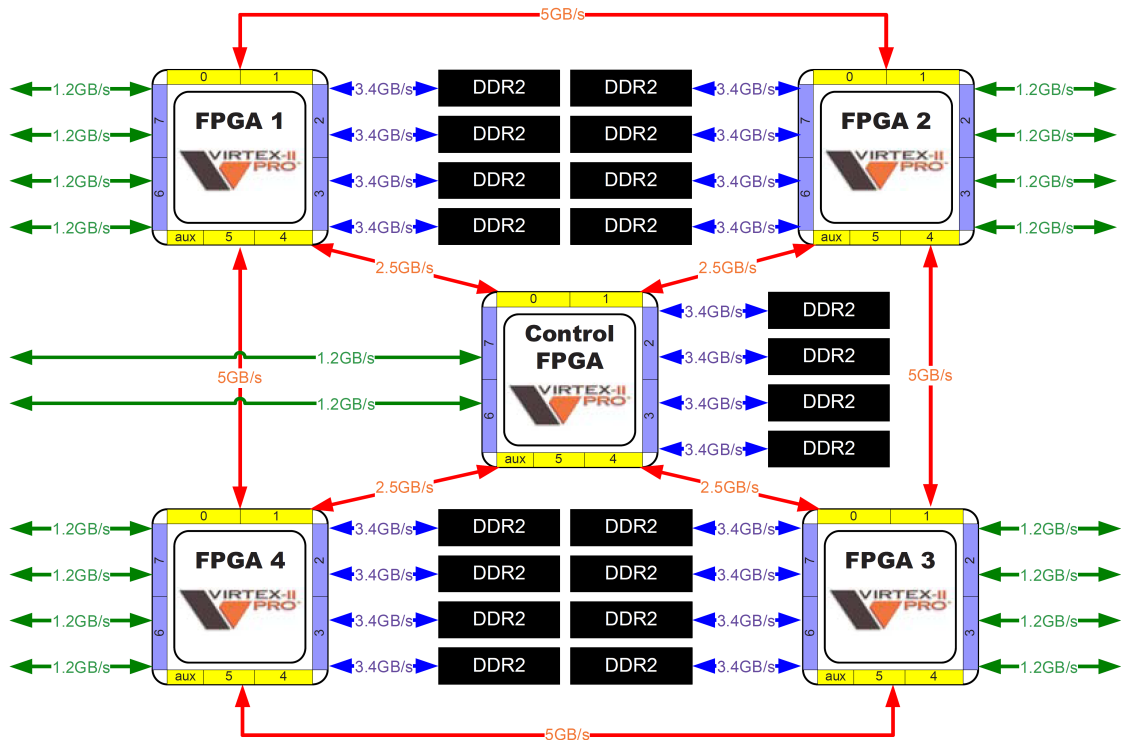 5GB/s
0 1
0 1
1.2GB/s 3.4GB/s DDR2 DDR2 3.4GB/s 1.2GB/s
FPGA 1
FPGA 2
7 2
7 2
1.2GB/s 3.4GB/s DDR2 DDR2 3.4GB/s 1.2GB/s
VIRTEX-II
PRO
VIRTEX-II
PRO
1.2GB/s 3.4GB/s DDR2 DDR2 3.4GB/s 1.2GB/s
6 3
6 3
1.2GB/s 3.4GB/s DDR2 DDR2 3.4GB/s 1.2GB/s
aux 5 4
aux 5 4
2.5GB/s 2.5GB/s
0 1
3.4GB/s DDR2
Control
FPGA
7 2
1.2GB/s 3.4GB/s DDR2
5GB/s 5GB/s
VIRTEX-II
PRO
1.2GB/s 3.4GB/s DDR2
6 3
3.4GB/s DDR2
aux 5 4
2.5GB/s 2.5GB/s
0 1
0 1
1.2GB/s 3.4GB/s DDR2 DDR2 3.4GB/s 1.2GB/s
FPGA 4
FPGA 3
7 2
7 2
1.2GB/s 3.4GB/s DDR2 DDR2 3.4GB/s 1.2GB/s
VIRTEX-II
PRO
VIRTEX-II
PRO
1.2GB/s 3.4GB/s DDR2 DDR2 3.4GB/s 1.2GB/s
6 3
6 3
1.2GB/s 3.4GB/s DDR2 DDR2 3.4GB/s 1.2GB/s
aux 5 4
aux 5 4
5GB/s